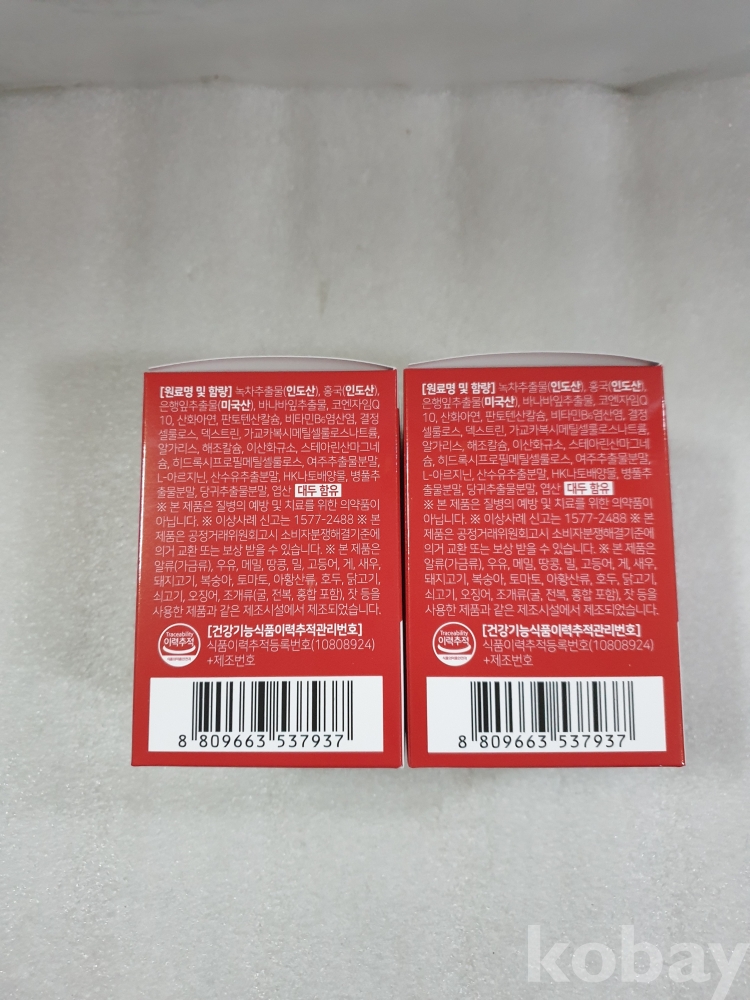 [원료명 및 함량] 녹차추출물(인도산), 홍국(인도산),
은행잎추출물(미국산), 바나바잎추출물, 코엔자임Q
10, 산화아연, 판토텐산칼슘, 비타민B₆염산염, 결정
셀룰로스, 덱스트린, 가교카복시메틸셀룰로스나트륨,
알가리스, 해조칼슘, 이산화규소, 스테아린산마그네
슘, 히드록시프로필메틸셀룰로스, 여주추출물분말,
L-아르지닌, 산수유추출분말, HK나토배양물, 병풀추
출물분말, 당귀추출물분말, 엽산 대두 함유
※ 본 제품은 질병의 예방 및 치료를 위한 의약품이
아닙니다. ※ 이상사례 신고는 1577-2488 ※ 본
제품은 공정거래위원회고시 소비자분쟁해결기준에
의거 교환 또는 보상 받을 수 있습니다. ※ 본 제품은
알류(가금류), 우유, 메밀, 땅콩, 밀, 고등어, 게, 새우,
돼지고기, 복숭아, 토마토, 아황산류, 호두, 닭고기,
쇠고기, 오징어, 조개류(굴, 전복, 홍합 포함), 잣 등을
사용한 제품과 같은 제조시설에서 제조되었습니다.
Traceability
이력추적
[건강기능식품이력추적관리번호]
식품이력추적등록번호(10808924)
+제조번호
8 809663 537937
[원료명 및 함량] 녹차추출물(인도산), 홍국(인도산),
은행잎추출물(미국산), 바나바잎추출물, 코엔자임Q
10, 산화아연, 판토텐산칼슘, 비타민B₆염산염, 결정
셀룰로스, 덱스트린, 가교카복시메틸셀룰로스나트륨,
알가리스, 해조칼슘, 이산화규소, 스테아린산마그네
슘, 히드록시프로필메틸셀룰로스, 여주추출물분말,
L-아르지닌, 산수유추출분말, HK나토배양물, 병풀추
출물분말, 당귀추출물분말, 엽산 대두 함유
※ 본 제품은 질병의 예방 및 치료를 위한 의약품이
아닙니다. ※ 이상사례 신고는 1577-2488 ※ 본
제품은 공정거래위원회고시 소비자분쟁해결기준에
의거 교환 또는 보상 받을 수 있습니다. ※ 본 제품은
알류(가금류), 우유, 메밀, 땅콩, 밀, 고등어, 게, 새우,
돼지고기, 복숭아, 토마토, 아황산류, 호두, 닭고기,
쇠고기, 오징어, 조개류(굴, 전복, 홍합 포함), 잣 등을
사용한 제품과 같은 제조시설에서 제조되었습니다.
Traceability
이력추적
[건강기능식품이력추적관리번호]
식품이력추적등록번호(10808924)
+제조번호
8 809663 537937
kobay